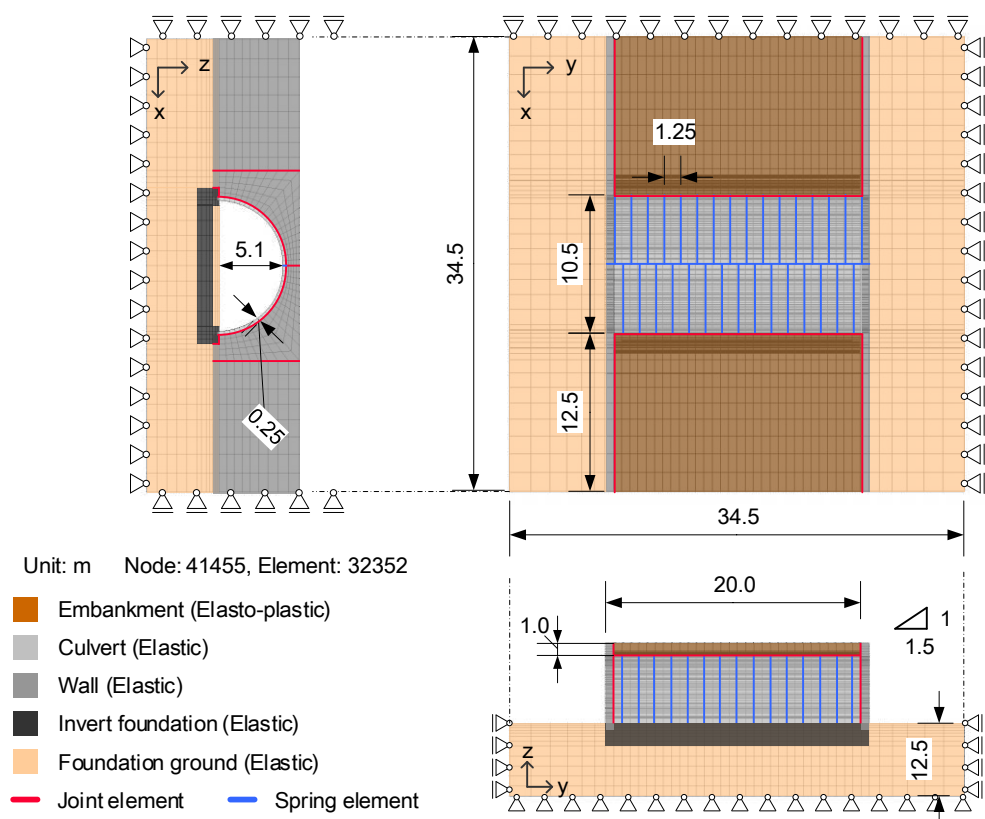 z
x
5.1
0.25
34.5
y
x
1.25
10.5
12.5
34.5
20.0
1.0
1
1.5
12.5
z
y
Unit: m Node: 41455, Element: 32352
Embankment (Elasto-plastic)
Culvert (Elastic)
Wall (Elastic)
Invert foundation (Elastic)
Foundation ground (Elastic)
Joint element Spring element